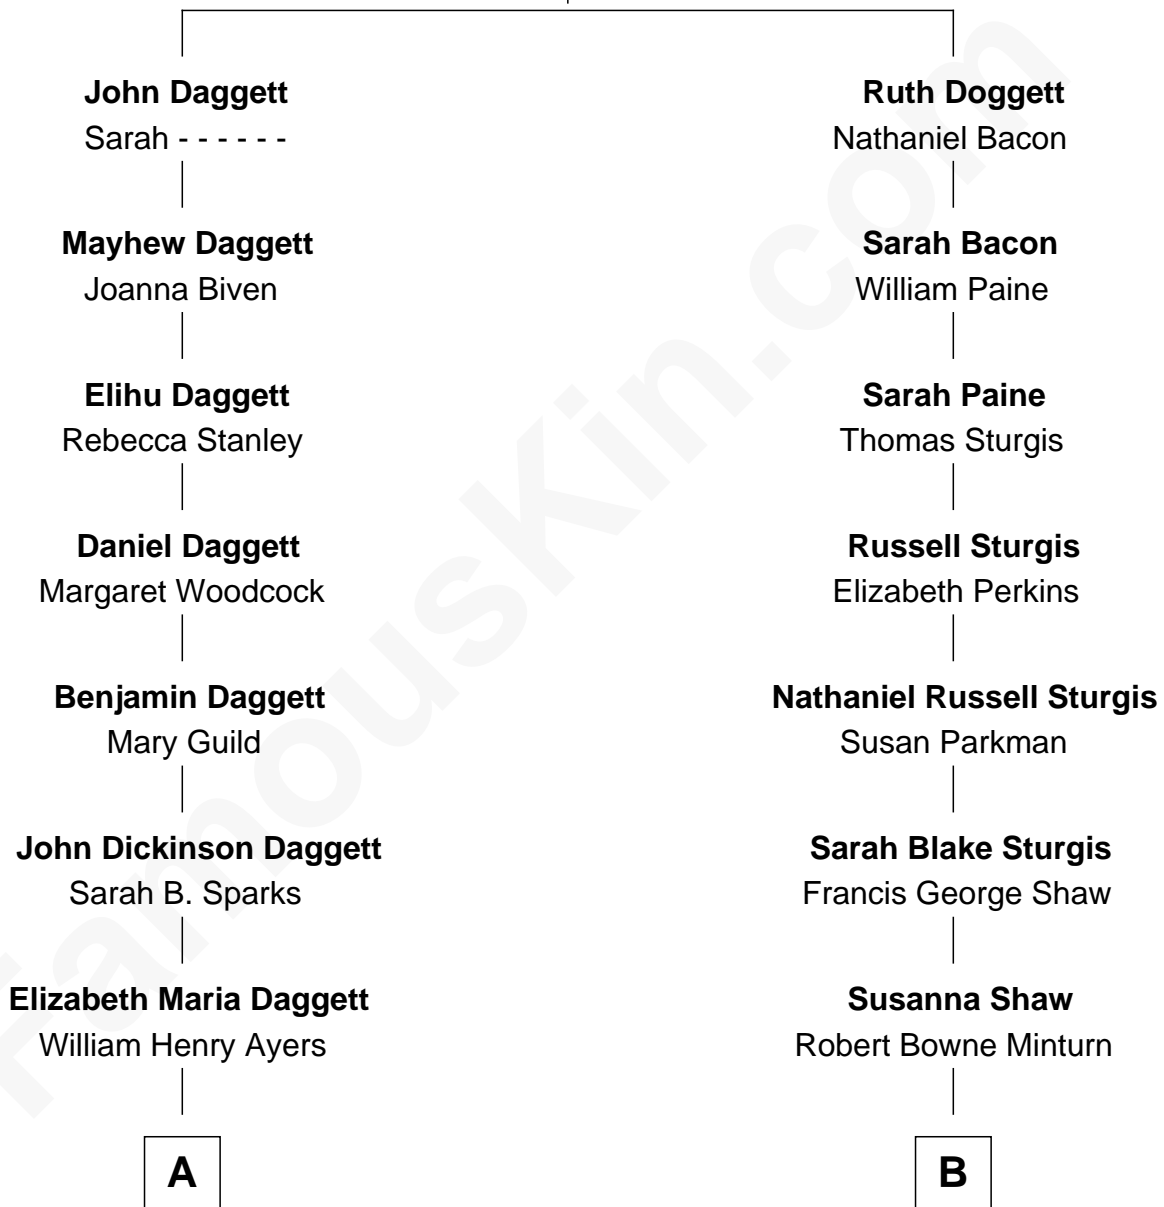 John Daggett
Sarah - - - - - -
Mayhew Daggett
Joanna Biven
Elihu Daggett
Rebecca Stanley
Daniel Daggett
Margaret Woodcock
Benjamin Daggett
Mary Guild
John Dickinson Daggett
Sarah B. Sparks
Elizabeth Maria Daggett
William Henry Ayers
A
Ruth Doggett
Nathaniel Bacon
Sarah Bacon
William Paine
Sarah Paine
Thomas Sturgis
Russell Sturgis
Elizabeth Perkins
Nathaniel Russell Sturgis
Susan Parkman
Sarah Blake Sturgis
Francis George Shaw
Susanna Shaw
Robert Bowne Minturn
B
FamousKin.com